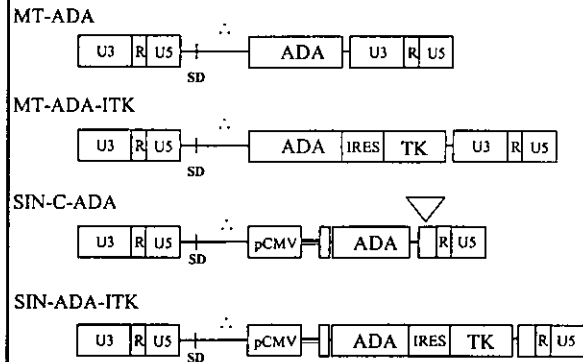 MT-ADA
U3 R U5 ADA U3 R U5
SD
MT-ADA-ITK
U3 R U5 ADA IRES TK U3 R U5
SD
SIN-C-ADA
U3 R U5 pCMV ADA R U5
SD
SIN-ADA-ITK
U3 R U5 pCMV ADA IRES TK R U5
SD